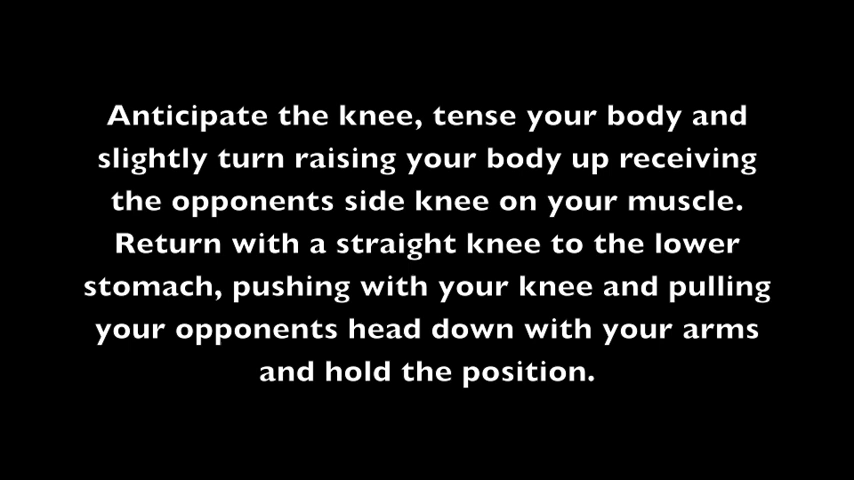 Anticipate the knee, tense your body and
slightly turn raising your body up receiving
the opponents side knee on your muscle.
Return with a straight knee to the lower
stomach, pushing with your knee and pulling
your opponents head down with your arms
and hold the position.